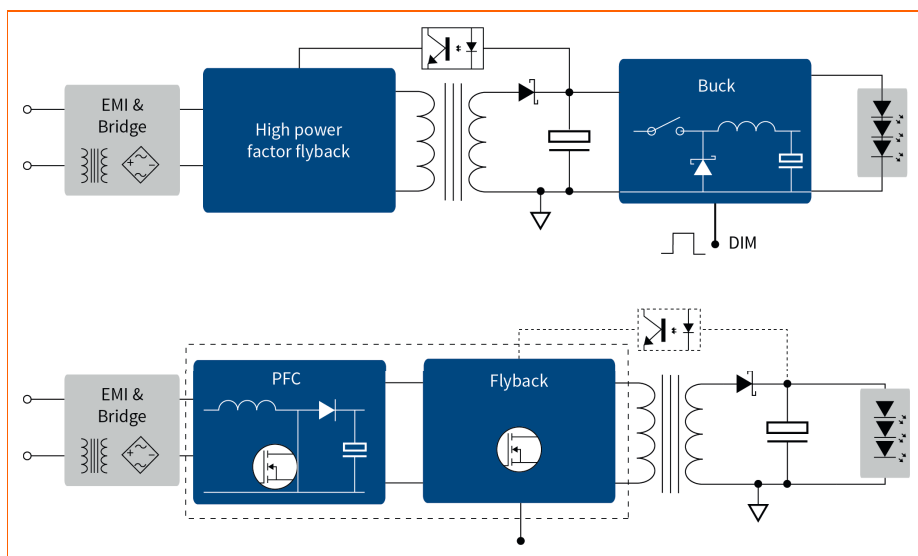 EMI &
Bridge
High power
factor flyback
Buck
DIM
EMI &
Bridge
PFC
Flyback